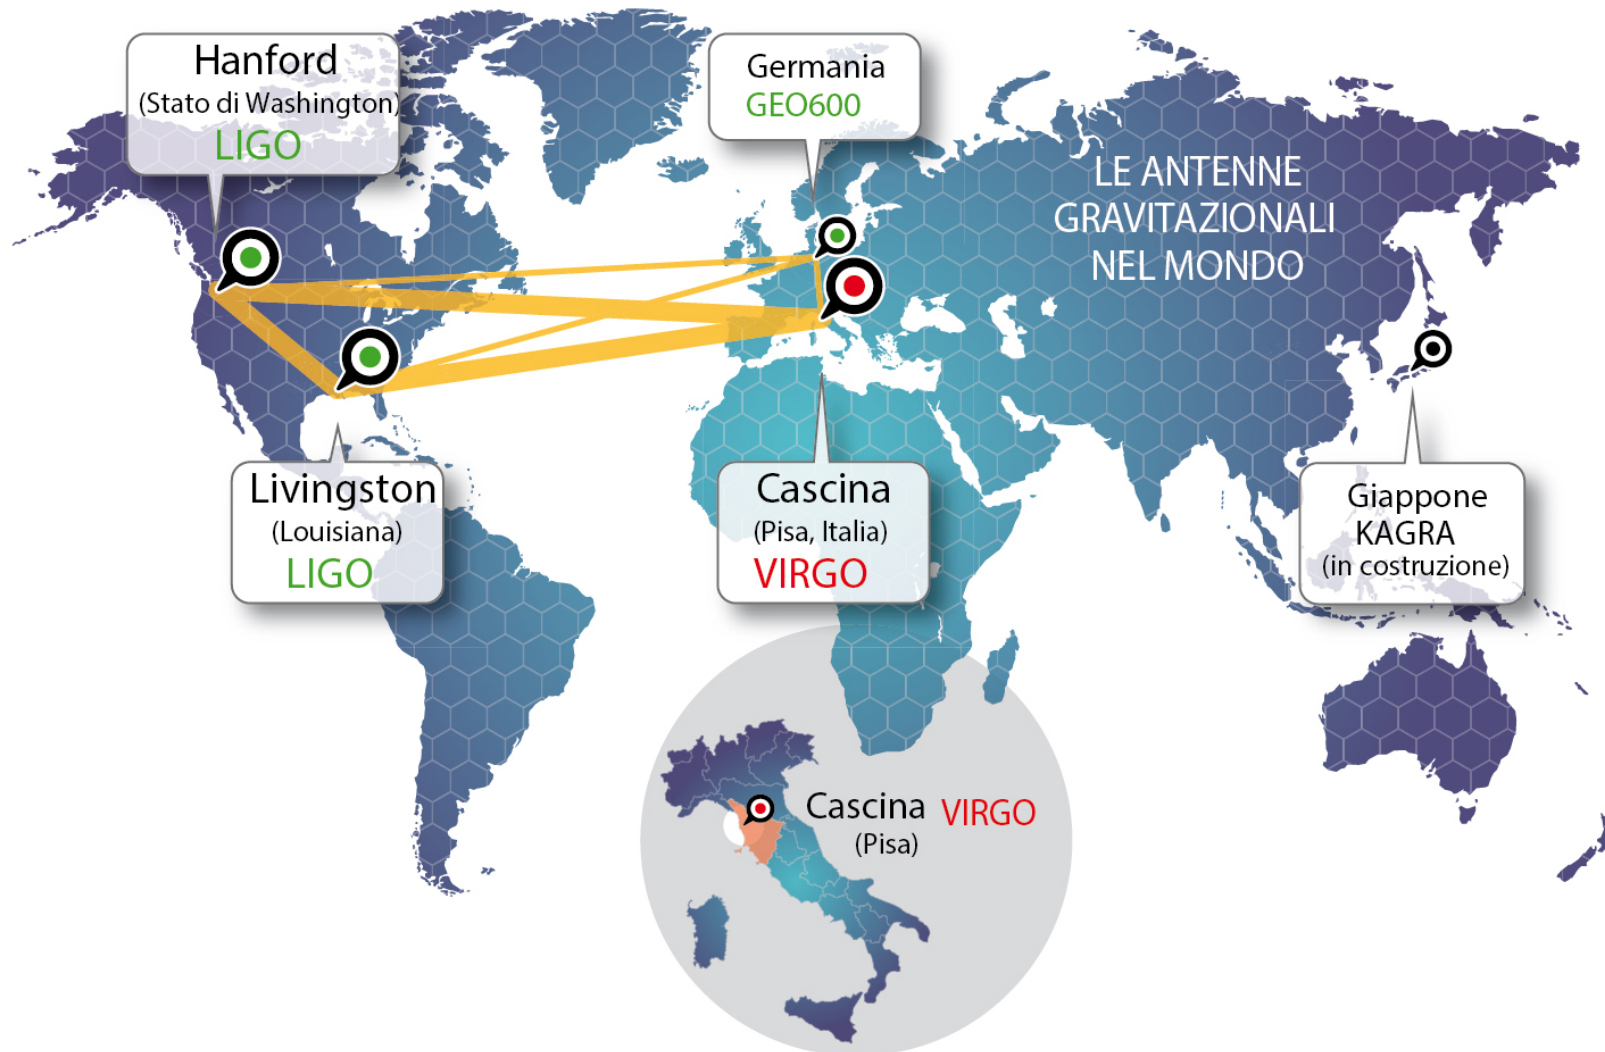 Hanford
(Stato di Washington)
LIGO
Germania
GEO600
LE ANTENNE
GRAVITAZIONALI
NEL MONDO
Livingston
(Louisiana)
LIGO
Cascina
(Pisa, Italia)
VIRGO
Giappone
KAGRA
(in costruzione)
Cascina VIRGO
(Pisa)